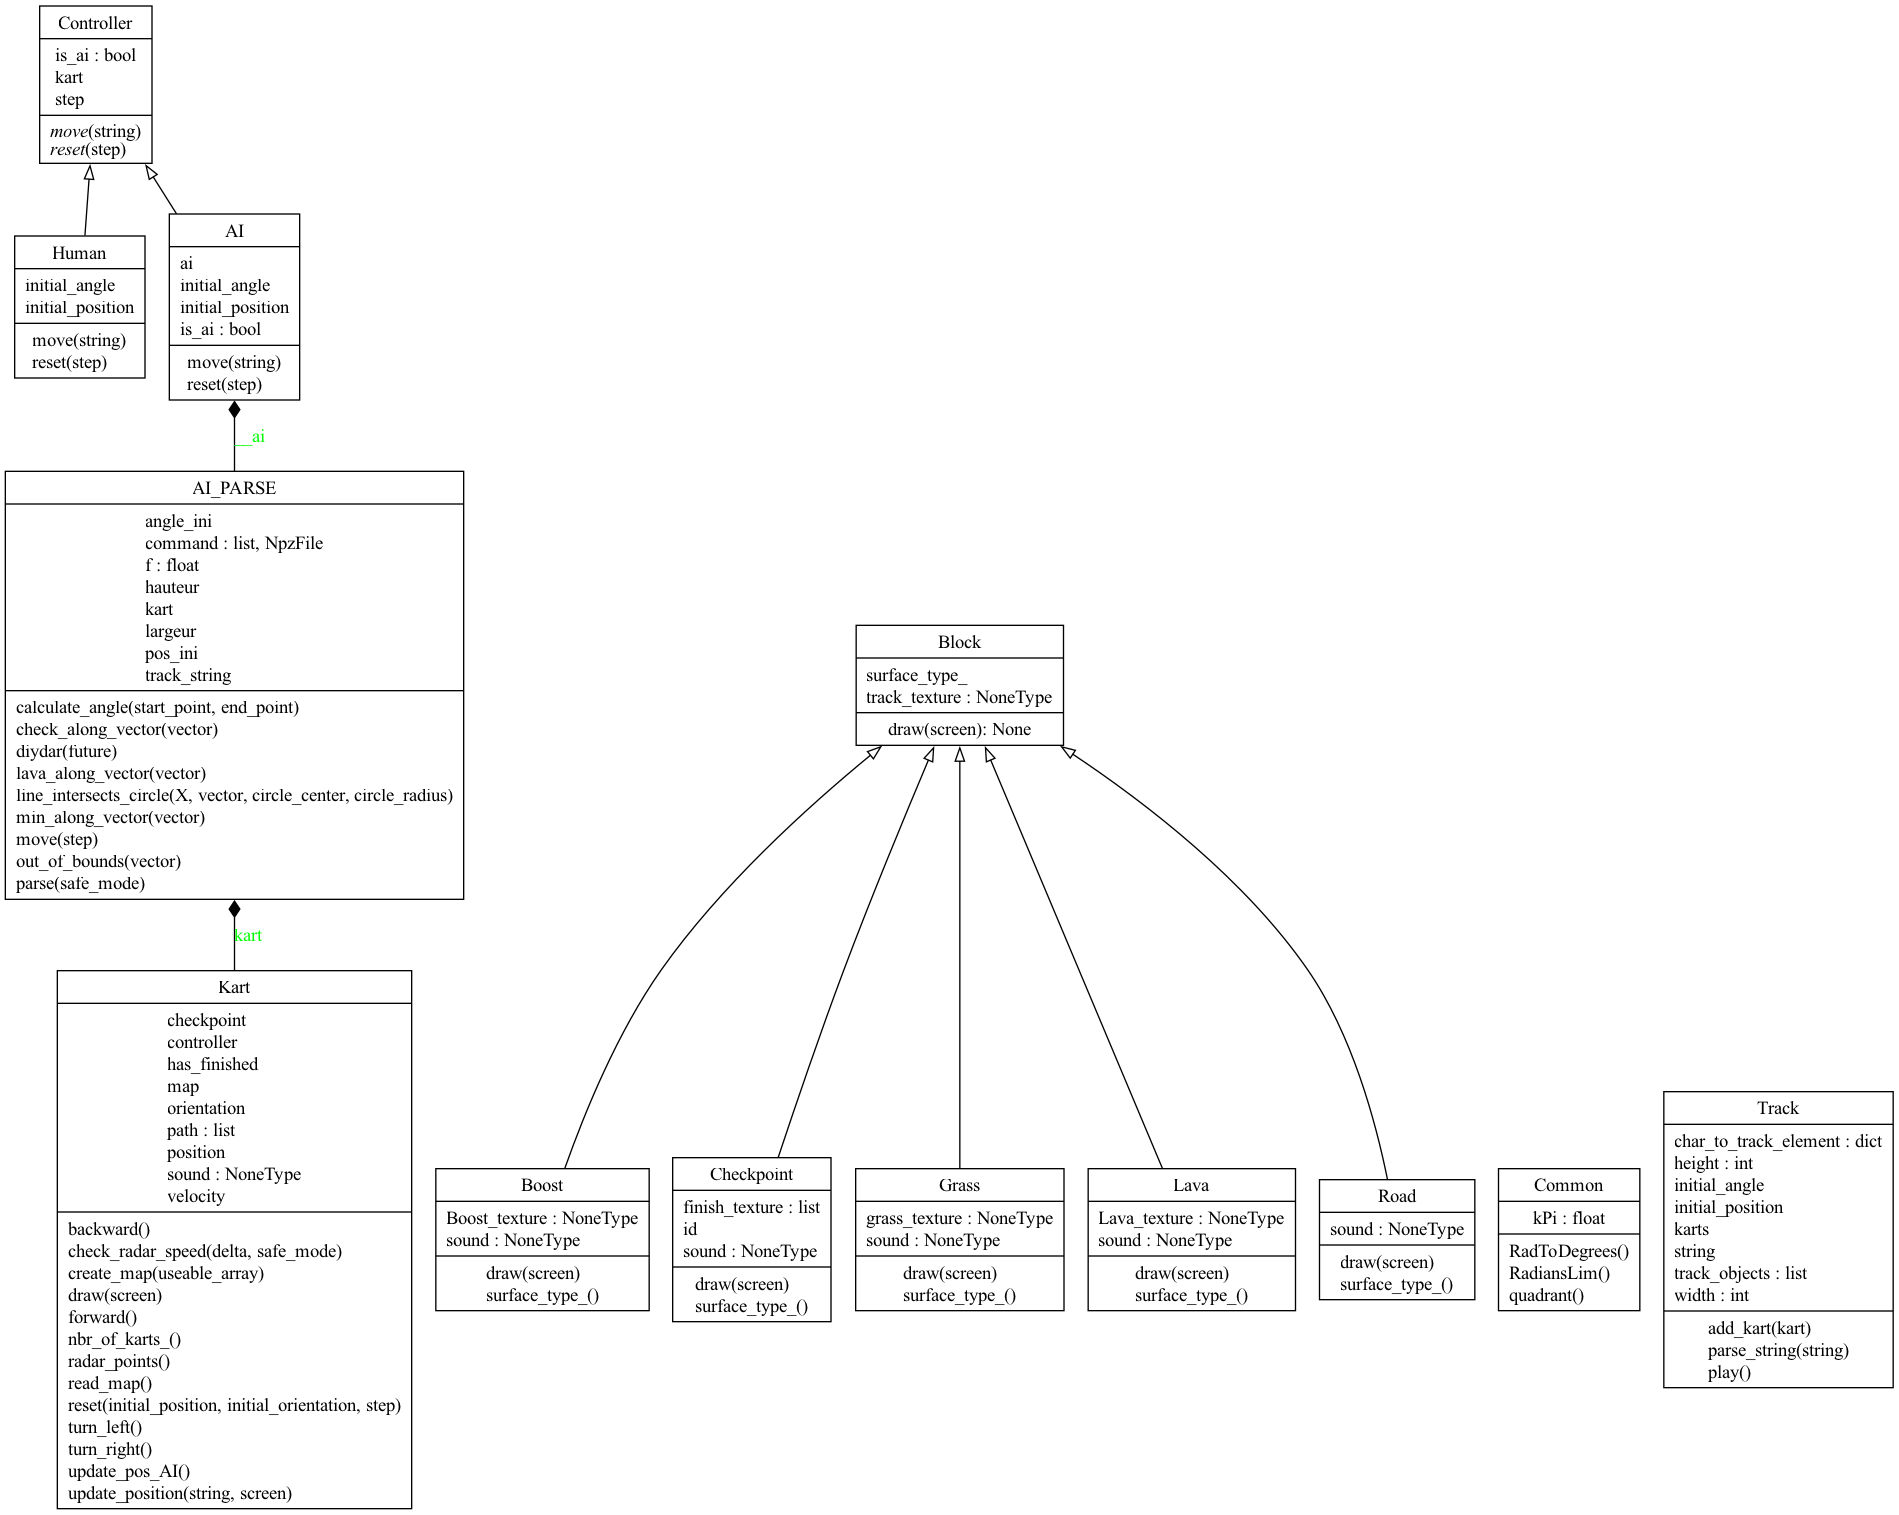 Controller
is_ai : bool
kart
step
move(string)
reset(step)
Human
initial_angle
initial_position
move(string)
reset(step)
AI
ai
initial_angle
initial_position
is_ai : bool
move(string)
reset(step)
__ai
AI_PARSE
angle_ini
command : list, NpzFile
f : float
hauteur
kart
largeur
pos_ini
track_string
calculate_angle(start_point, end_point)
check_along_vector(vector)
diydar(future)
lava_along_vector(vector)
line_intersects_circle(X, vector, circle_center, circle_radius)
min_along_vector(vector)
move(step)
out_of_bounds(vector)
parse(safe_mode)
kart
Kart
checkpoint
controller
has_finished
map
orientation
path : list
position
sound : NoneType
velocity
backward()
check_radar_speed(delta, safe_mode)
create_map(useable_array)
draw(screen)
forward()
nbr_of_karts_()
radar_points()
read_map()
reset(initial_position, initial_orientation, step)
turn_left()
turn_right()
update_pos_AI()
update_position(string, screen)
Block
surface_type_
track_texture : NoneType
draw(screen): None
Boost
Boost_texture : NoneType
sound : NoneType
draw(screen)
surface_type_()
Checkpoint
finish_texture : list
id
sound : NoneType
draw(screen)
surface_type_()
Grass
grass_texture : NoneType
sound : NoneType
draw(screen)
surface_type_()
Lava
Lava_texture : NoneType
sound : NoneType
draw(screen)
surface_type_()
Road
sound : NoneType
draw(screen)
surface_type_()
Common
kPi : float
RadToDegrees()
RadiansLim()
quadrant()
Track
char_to_track_element : dict
height : int
initial_angle
initial_position
karts
string
track_objects : list
width : int
add_kart(kart)
parse_string(string)
play()